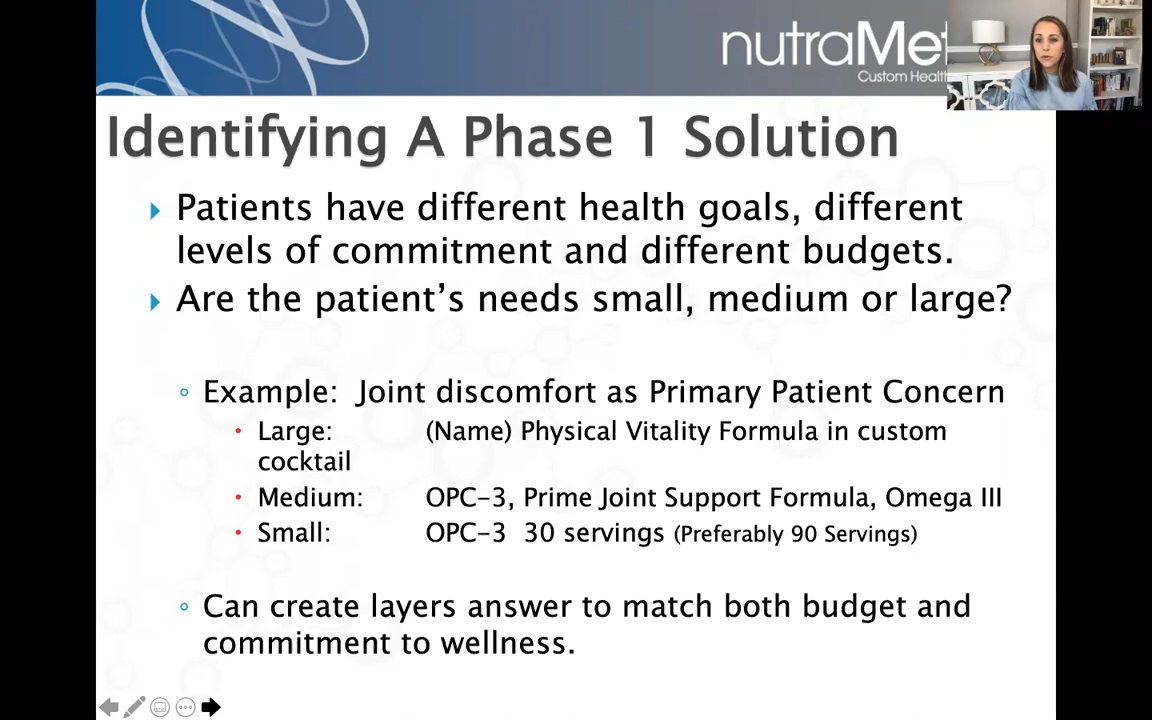 nutraMet
Custom Healt
Identifying A Phase 1 Solution
Patients have different health goals, different
levels of commitment and different budgets.
Are the patient’s needs small, medium or large?
Example: Joint discomfort as Primary Patient Concern
Large: (Name) Physical Vitality Formula in custom
cocktail
Medium: OPC-3, Prime Joint Support Formula, Omega III
Small: OPC-3 30 servings (Preferably 90 Servings)
Can create layers answer to match both budget and
commitment to wellness.